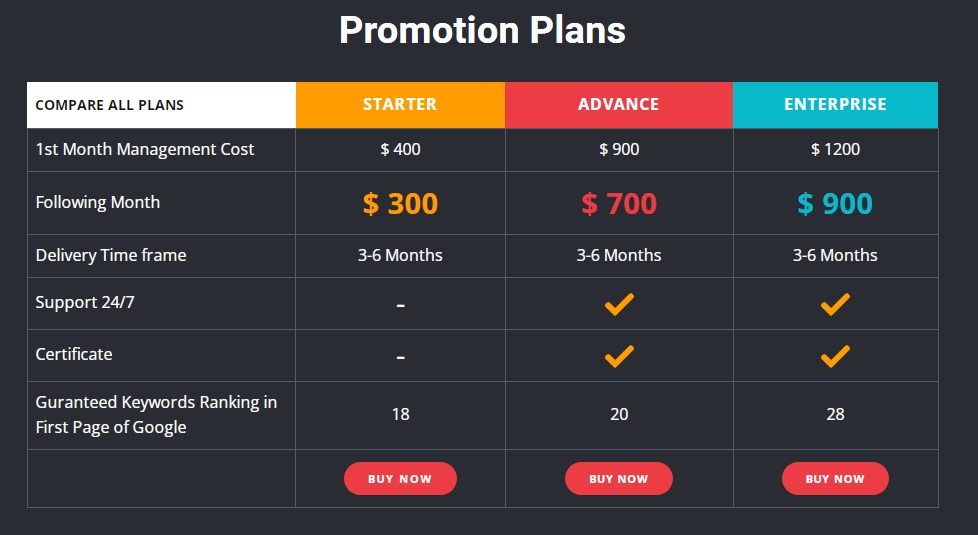 Promotion Plans
COMPARE ALL PLANS STARTER ADVANCE ENTERPRISE
1st Month Management Cost $ 400 $ 900 $ 1200
Following Month $ 300 $ 700 $ 900
Delivery Time frame 3-6 Months 3-6 Months 3-6 Months
Support 24/7 -
Certificate -
Guranteed Keywords Ranking in
First Page of Google 18 20 28
BUY NOW BUY NOW BUY NOW